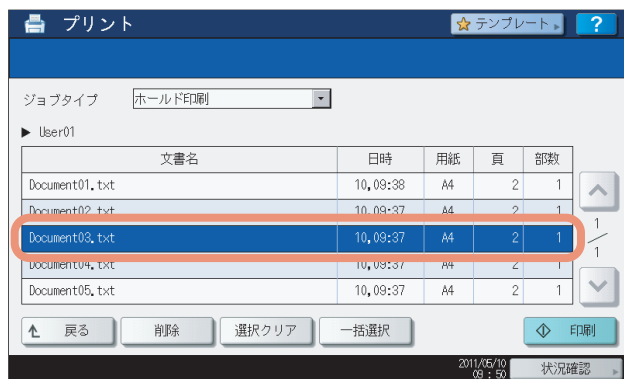 プリント
テンプレート
?
ジョブタイプ ホールド印刷
User01
文書名 日時 用紙 頁 部数
Document01.txt 10,09:38 A4 2 1
Document02.txt 10,09:37 A4 2 1
Document03.txt 10,09:37 A4 2 1
Document04.txt 10,09:37 A4 2 1
Document05.txt 10,09:37 A4 2 1
1/1
戻る 削除 選択クリア 一括選択 印刷
2011/05/10
09:50
状況確認